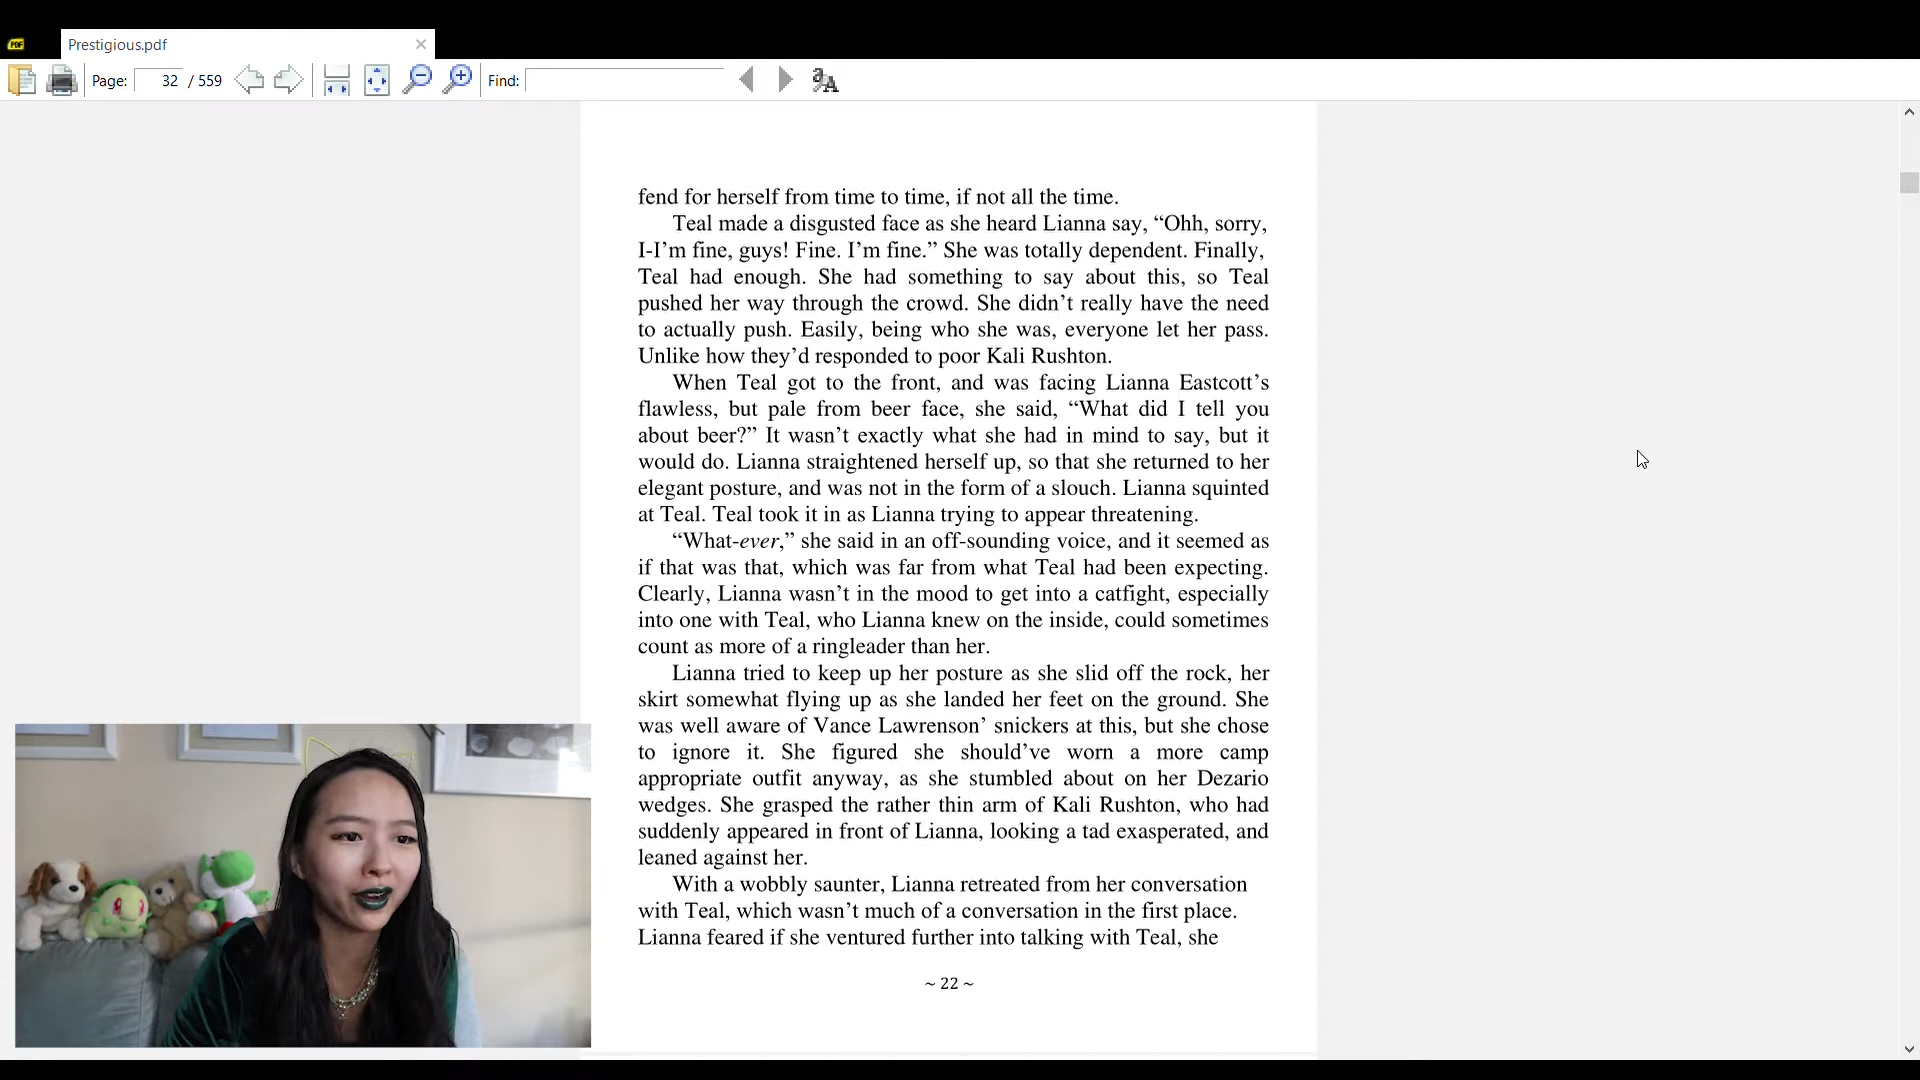 PDF
Prestigious.pdf
Page: 32 / 559
Find:
fend for herself from time to time, if not all the time.
Teal made a disgusted face as she heard Lianna say, “Ohh, sorry,
I-I’m fine, guys! Fine. I’m fine.” She was totally dependent. Finally,
Teal had enough. She had something to say about this, so Teal
pushed her way through the crowd. She didn’t really have the need
to actually push. Easily, being who she was, everyone let her pass.
Unlike how they’d responded to poor Kali Rushton.
When Teal got to the front, and was facing Lianna Eastcott’s
flawless, but pale from beer face, she said, “What did I tell you
about beer?” It wasn’t exactly what she had in mind to say, but it
would do. Lianna straightened herself up, so that she returned to her
elegant posture, and was not in the form of a slouch. Lianna squinted
at Teal. Teal took it in as Lianna trying to appear threatening.
“What-ever,” she said in an off-sounding voice, and it seemed as
if that was that, which was far from what Teal had been expecting.
Clearly, Lianna wasn’t in the mood to get into a catfight, especially
into one with Teal, who Lianna knew on the inside, could sometimes
count as more of a ringleader than her.
Lianna tried to keep up her posture as she slid off the rock, her
skirt somewhat flying up as she landed her feet on the ground. She
was well aware of Vance Lawrenson’ snickers at this, but she chose
to ignore it. She figured she should’ve worn a more camp
appropriate outfit anyway, as she stumbled about on her Dezario
wedges. She grasped the rather thin arm of Kali Rushton, who had
suddenly appeared in front of Lianna, looking a tad exasperated, and
leaned against her.
With a wobbly saunter, Lianna retreated from her conversation
with Teal, which wasn’t much of a conversation in the first place.
Lianna feared if she ventured further into talking with Teal, she
~ 22 ~